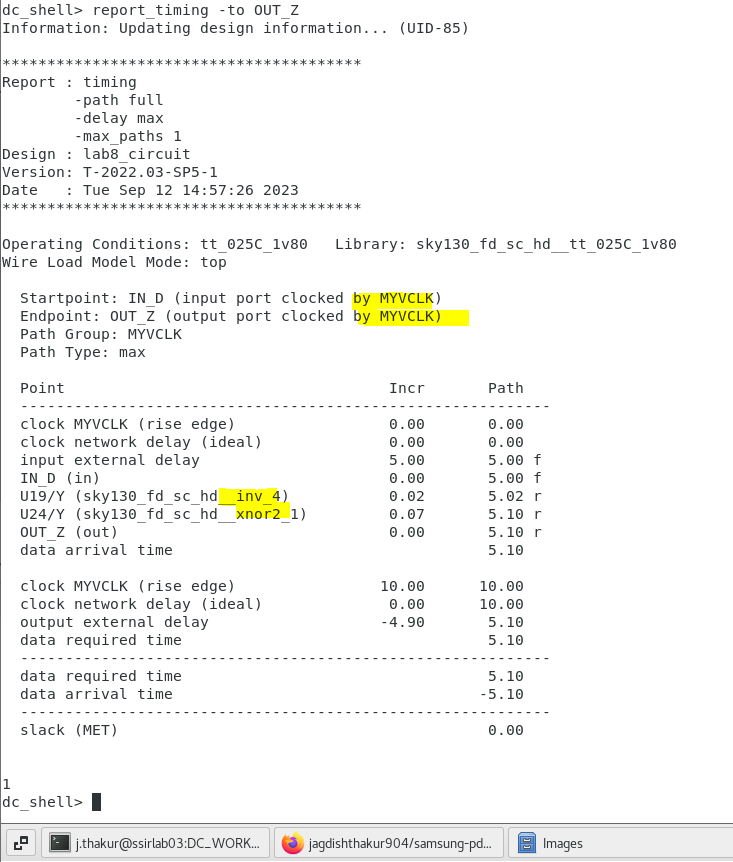 dc_shell> report_timing -to OUT_Z
Information: Updating design information... (UID-85)
****************************************
Report : timing
        -path full
        -delay max
        -max_paths 1
Design : lab8_circuit
Version: T-2022.03-SP5-1
Date   : Tue Sep 12 14:57:26 2023
****************************************
Operating Conditions: tt_025C_1v80   Library: sky130_fd_sc_hd__tt_025C_1v80
Wire Load Model Mode: top
  Startpoint: IN_D (input port clocked by MYVCLK)
  Endpoint: OUT_Z (output port clocked by MYVCLK)
  Path Group: MYVCLK
  Path Type: max
  Point                                    Incr       Path
  -----------------------------------------------------------
  clock MYVCLK (rise edge)                 0.00       0.00
  clock network delay (ideal)              0.00       0.00
  input external delay                     5.00       5.00 f
  IN_D (in)                                0.00       5.00 f
  U19/Y (sky130_fd_sc_hd__inv_4)           0.02       5.02 r
  U24/Y (sky130_fd_sc_hd__xnor2_1)         0.07       5.10 r
  OUT_Z (out)                              0.00       5.10 r
  data arrival time                                   5.10
  clock MYVCLK (rise edge)                10.00      10.00
  clock network delay (ideal)              0.00      10.00
  output external delay                   -4.90       5.10
  data required time                                  5.10
  -----------------------------------------------------------
  data required time                                  5.10
  data arrival time                                  -5.10
  -----------------------------------------------------------
  slack (MET)                                         0.00
1
dc_shell>
j.thakur@ssirlab03:DC_WORK... jagdishthakur904/samsung-pd... Images